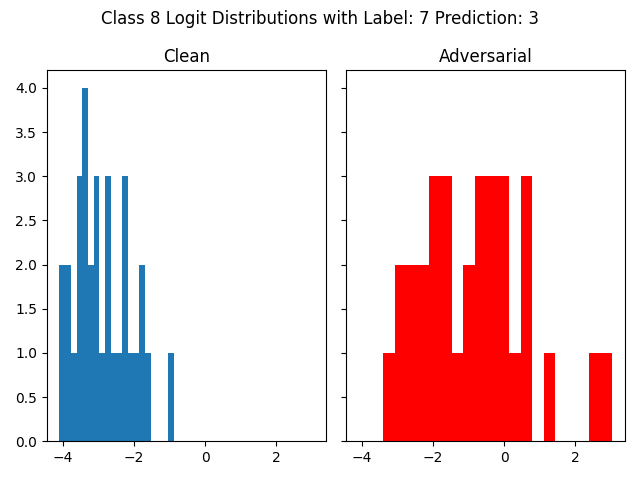 Class 8 Logit Distributions with Label: 7 Prediction: 3
Clean
Adversarial
4.0
3.5
3.0
2.5
2.0
1.5
1.0
0.5
0.0
−4 −2 0 2
−4 −2 0 2